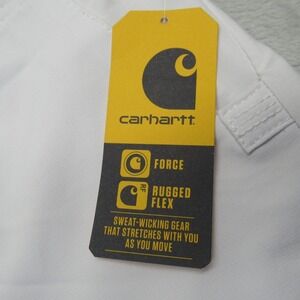 carhartt
FORCE
RUGGED
FLEX
SWEAT-WICKING GEAR
THAT STRETCHES WITH YOU
AS YOU MOVE